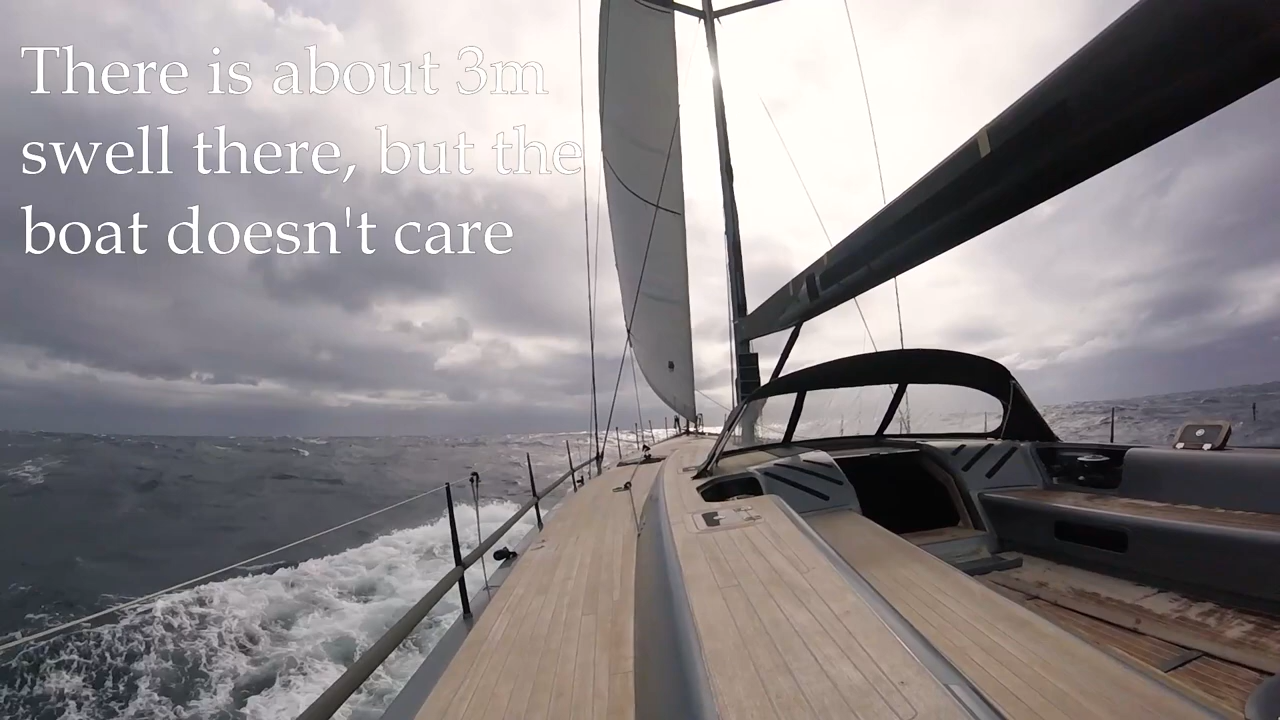 There is about 3m
swell there, but the
boat doesn't care